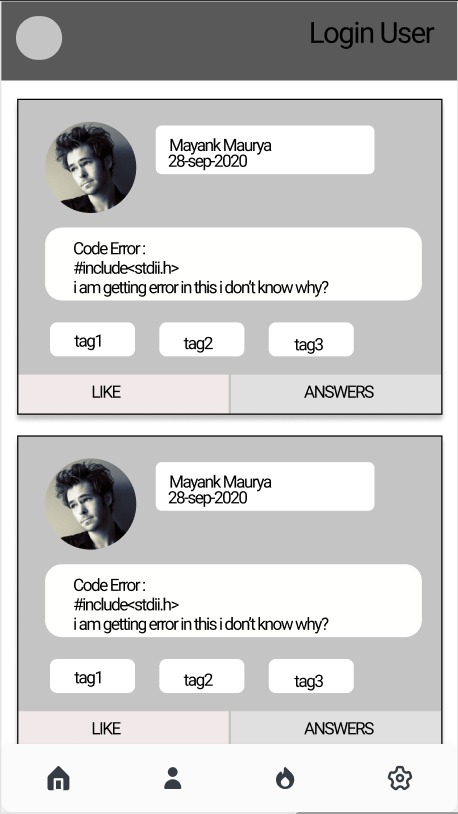 Login User
Mayank Maurya
28-sep-2020
Code Error :
#include<stdii.h>
i am getting error in this i don't know why?
tag1 tag2 tag3
LIKE ANSWERS
Mayank Maurya
28-sep-2020
Code Error :
#include<stdii.h>
i am getting error in this i don't know why?
tag1 tag2 tag3
LIKE ANSWERS